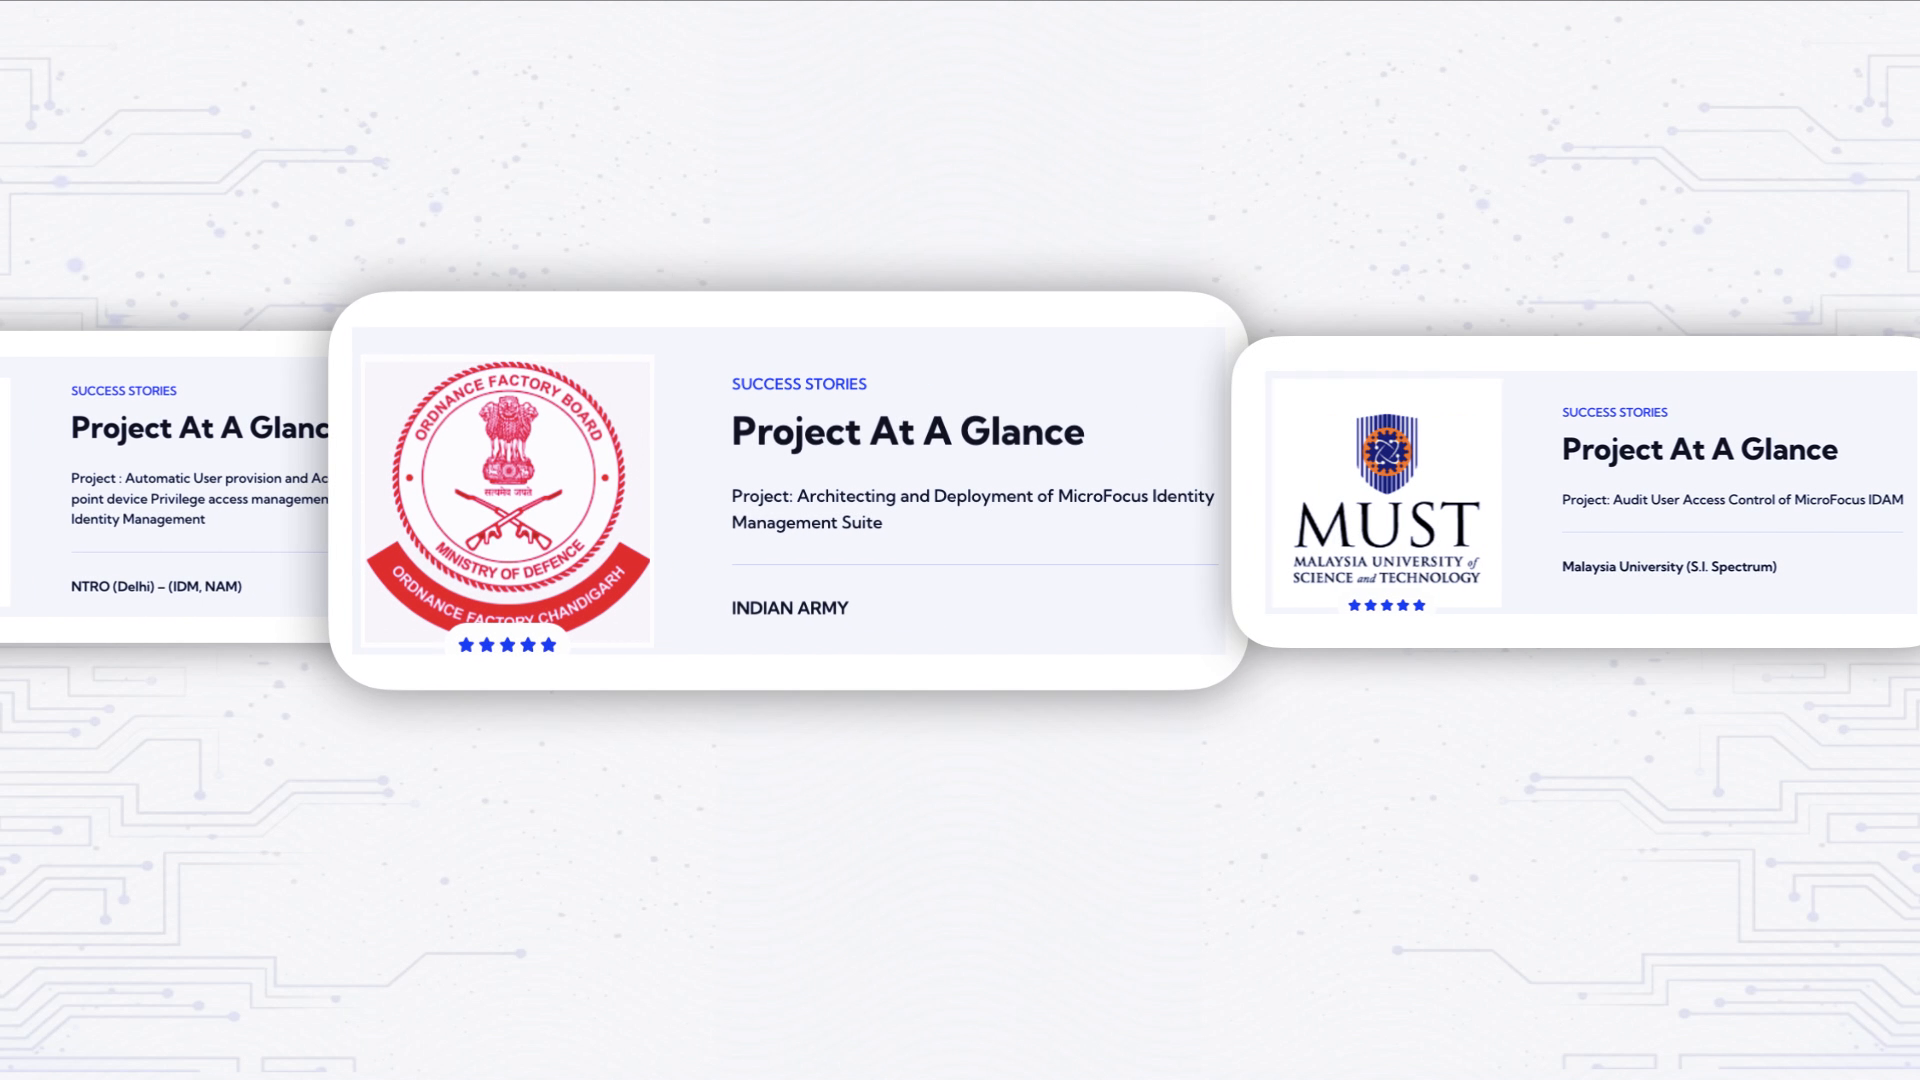 SUCCESS STORIES
Project At A Glanc
Project : Automatic User provision and Ac
point device Privilege access managemen
Identity Management
NTRO (Delhi) – (IDM, NAM)
ORDNANCE FACTORY BOARD
सत्यमेव जयते
MINISTRY OF DEFENCE
ORDNANCE FACTORY CHANDIGARH
SUCCESS STORIES
Project At A Glance
Project: Architecting and Deployment of MicroFocus Identity
Management Suite
INDIAN ARMY
MUST
MALAYSIA UNIVERSITY of
SCIENCE and TECHNOLOGY
SUCCESS STORIES
Project At A Glance
Project: Audit User Access Control of MicroFocus IDAM
Malaysia University (S.I. Spectrum)